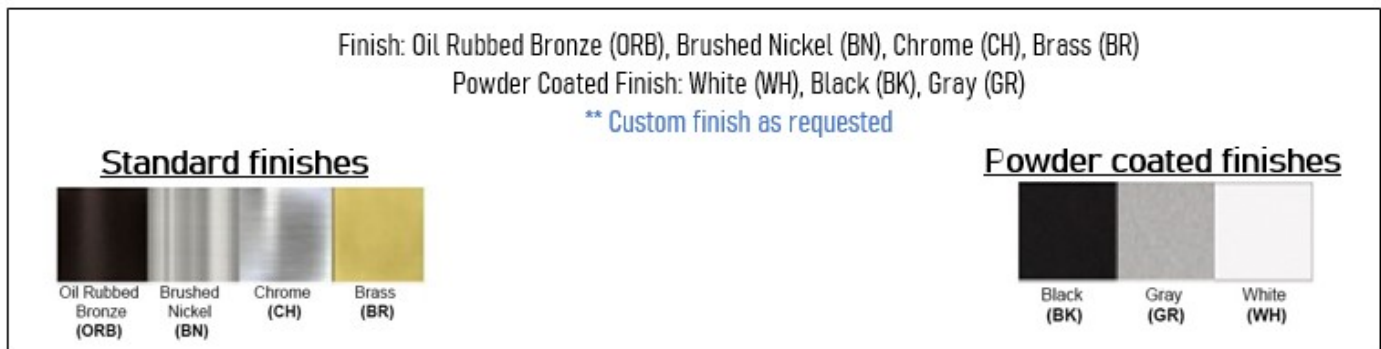 Finish: Oil Rubbed Bronze (ORB), Brushed Nickel (BN), Chrome (CH), Brass (BR)
Powder Coated Finish: White (WH), Black (BK), Gray (GR)
** Custom finish as requested
Standard finishes
Oil Rubbed
Bronze
(ORB)
Brushed
Nickel
(BN)
Chrome
(CH)
Brass
(BR)
Powder coated finishes
Black
(BK)
Gray
(GR)
White
(WH)